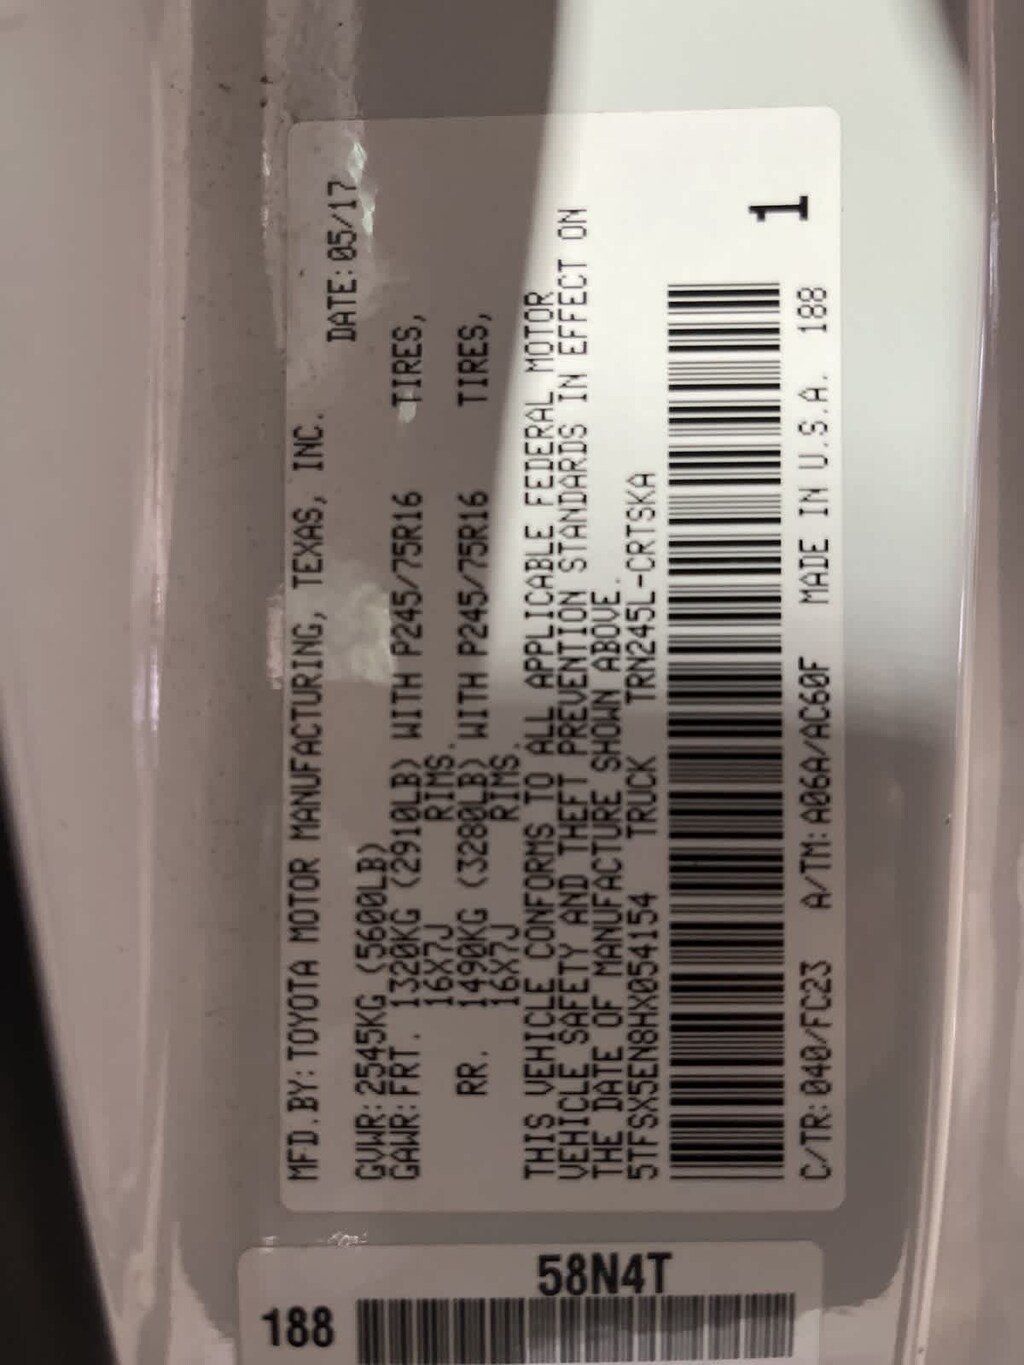 MFD.BY:TOYOTA MOTOR MANUFACTURING, TEXAS, INC.
DATE:05/17
GVWR:2545KG(5600LB)
GAWR:FRT. 1320KG(2910LB) WITH P245/75R16 TIRES,
16X7J RIMS.
RR. 1490KG(3280LB) WITH P245/75R16 TIRES,
16X7J RIMS.
THIS VEHICLE CONFORMS TO ALL APPLICABLE FEDERAL MOTOR
VEHICLE SAFETY AND THEFT PREVENTION STANDARDS IN EFFECT ON
THE DATE OF MANUFACTURE SHOWN ABOVE.
5TFSX5EN8HX054154 TRUCK TRN245L-CRTSKA
1
C/TR:040/FC23 A/TM:A06A/AC60F MADE IN U.S.A. 188
58N4T
188